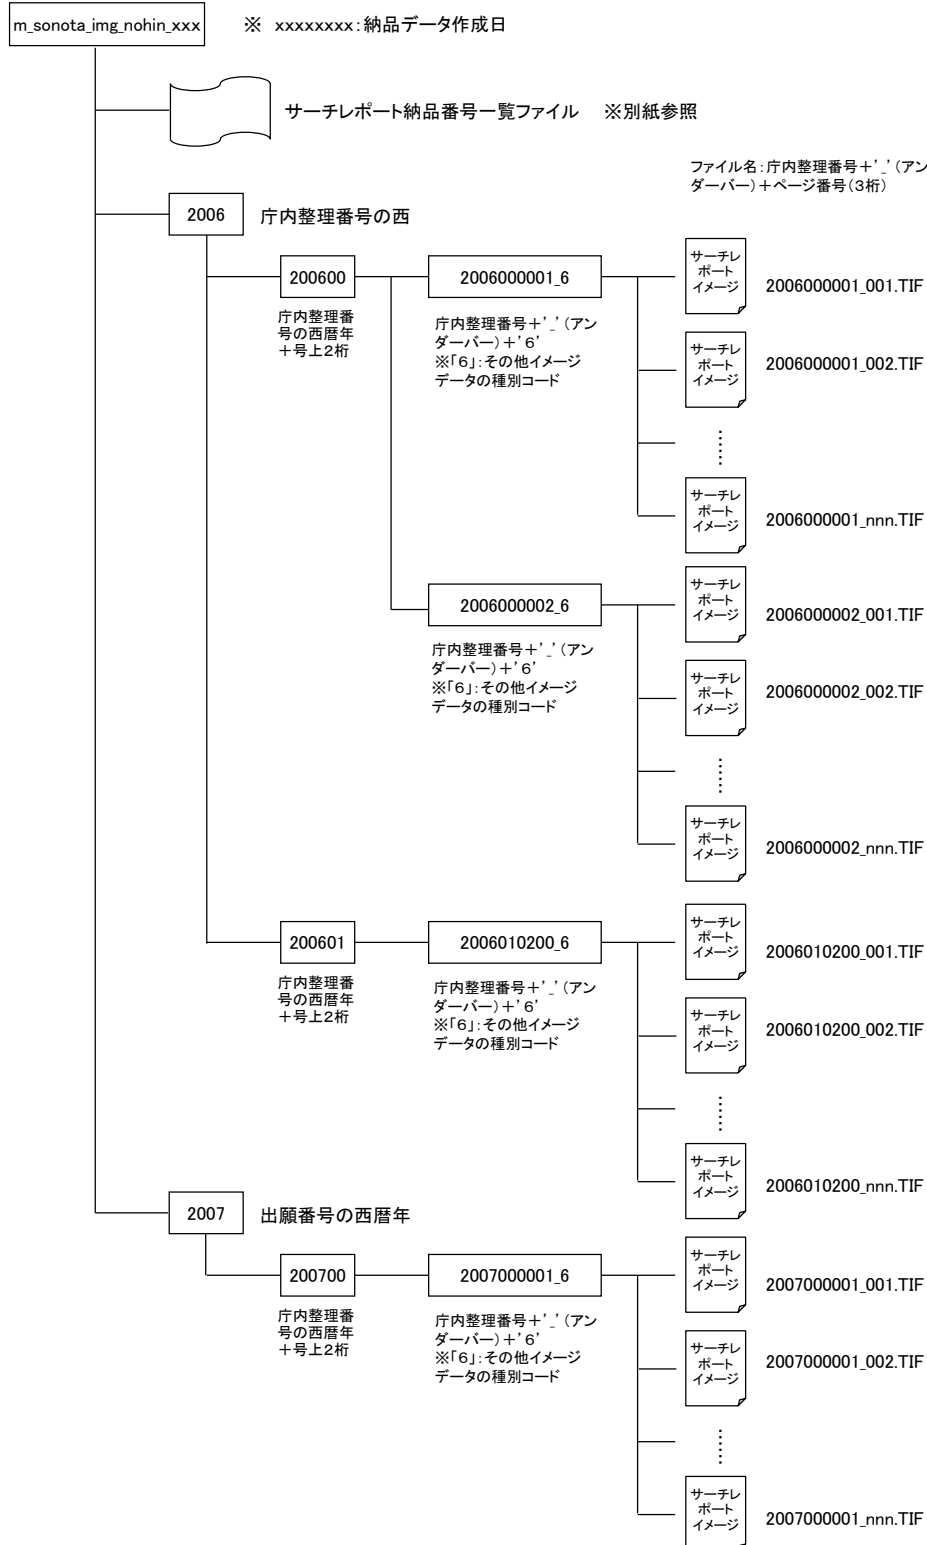 m_sonota_img_nohin_xxx
※ xxxxxxxx:納品データ作成日
サーチレポート納品番号一覧ファイル ※別紙参照
ファイル名:庁内整理番号+'_'(アン
ダーバー)+ページ番号(3桁)
2006
庁内整理番号の西
200600
庁内整理番
号の西暦年
+号上2桁
2006000001_6
庁内整理番号+'_'(アン
ダーバー)+'6'
※「6」:その他イメージ
データの種別コード
サーチレ
ポート
イメージ
2006000001_001.TIF
サーチレ
ポート
イメージ
2006000001_002.TIF
サーチレ
ポート
イメージ
2006000001_nnn.TIF
2006000002_6
庁内整理番号+'_'(アン
ダーバー)+'6'
※「6」:その他イメージ
データの種別コード
サーチレ
ポート
イメージ
2006000002_001.TIF
サーチレ
ポート
イメージ
2006000002_002.TIF
サーチレ
ポート
イメージ
2006000002_nnn.TIF
200601
庁内整理番
号の西暦年
+号上2桁
2006010200_6
庁内整理番号+'_'(アン
ダーバー)+'6'
※「6」:その他イメージ
データの種別コード
サーチレ
ポート
イメージ
2006010200_001.TIF
サーチレ
ポート
イメージ
2006010200_002.TIF
サーチレ
ポート
イメージ
2006010200_nnn.TIF
2007
出願番号の西暦年
200700
庁内整理番
号の西暦年
+号上2桁
2007000001_6
庁内整理番号+'_'(アン
ダーバー)+'6'
※「6」:その他イメージ
データの種別コード
サーチレ
ポート
イメージ
2007000001_001.TIF
サーチレ
ポート
イメージ
2007000001_002.TIF
サーチレ
ポート
イメージ
2007000001_nnn.TIF